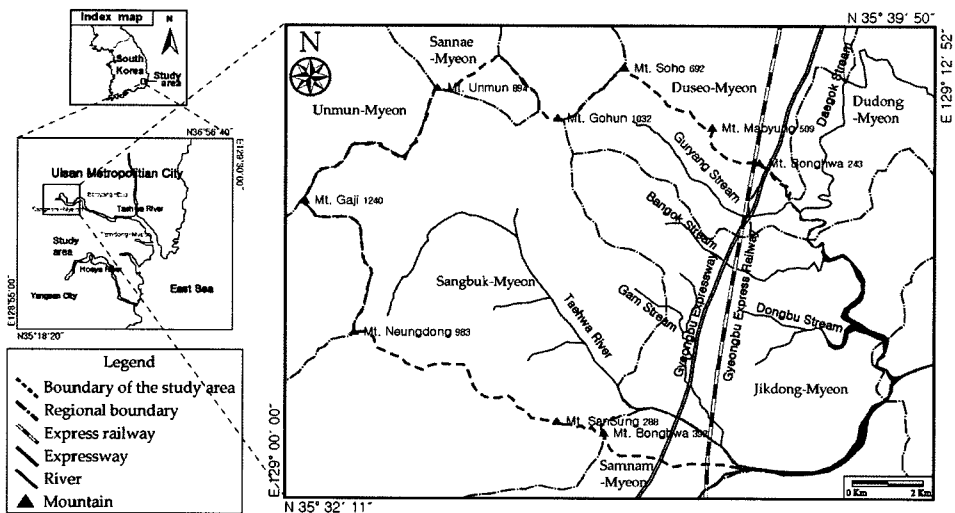 Index map
N
South
Korea
Study
area
N36°56'40"
E129°30'00"
Ulsan Metropolitian City
Taehwa River
Study
area
Yangsan City
East Sea
E 128°55'00"
N35°18'20"
Legend
Boundary of the study area
Regional boundary
Express railway
Expressway
River
Mountain
N 35° 39' 50"
E 129° 12' 52"
N
Sannae
-Myeon
Mt. Soho 692
Mt. Unmun 894
Duseo-Myeon
Daegok Stream
Dudong
-Myeon
Unmun-Myeon
Mt. Gohun 1032
Mt. Mabyung 509
Guryang Stream
Mt. Bonghwa 243
Mt. Gaji 1240
Bangok Stream
Sangbuk-Myeon
Taehwa River
Gam Stream
Gyeongbu Expressway
Gyeongbu Express Railway
Dongbu Stream
Mt. Neungdong 983
Jikdong-Myeon
Mt. SanSung 288
Mt. Bonghwa
Samnam
-Myeon
0 Km 2 Km
E 129° 00' 00"
N 35° 32' 11"